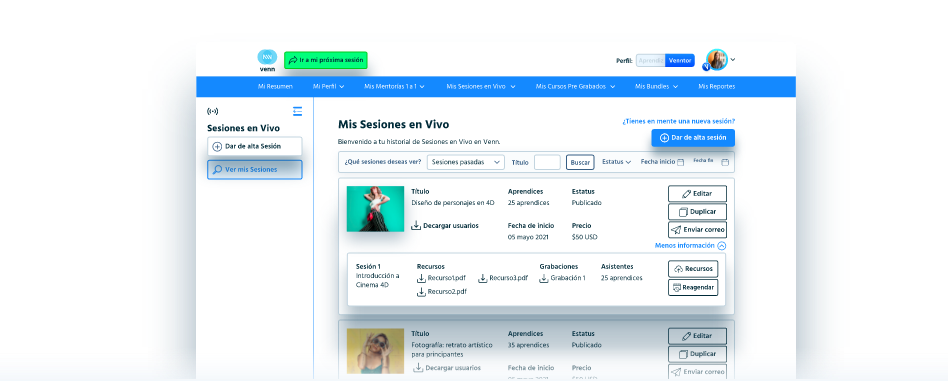 venn
Ir a mi próxima sesión
Perfil: Aprendiz Venntor
Mi Resumen Mi Perfil Mis Mentorías 1 a 1 Mis Sesiones en Vivo Mis Cursos Pre Grabados Mis Bundles Mis Reportes
Sesiones en Vivo
Dar de alta Sesión
Ver mis Sesiones
Mis Sesiones en Vivo
Bienvenido a tu historial de Sesiones en Vivo en Venn.
¿Tienes en mente una nueva sesión?
Dar de alta sesión
¿Qué sesiones deseas ver? Sesiones pasadas Título Buscar Estatus Fecha inicio Fecha fin
Título Aprendices Estatus
Diseño de personajes en 4D 25 aprendices Publicado
Decargar usuarios Fecha de inicio Precio
05 mayo 2021 $50 USD
Editar
Duplicar
Enviar correo
Menos información
Sesión 1 Recursos Grabaciones Asistentes
Introducción a Cinema 4D
Recurso1.pdf Recurso3.pdf Grabación 1 25 aprendices
Recurso2.pdf
Recursos
Reagendar
Título Aprendices Estatus
Fotografía: retrato artístico 35 aprendices Publicado
para principantes
Decargar usuarios Fecha de inicio Precio
Editar
Duplicar
Enviar correo